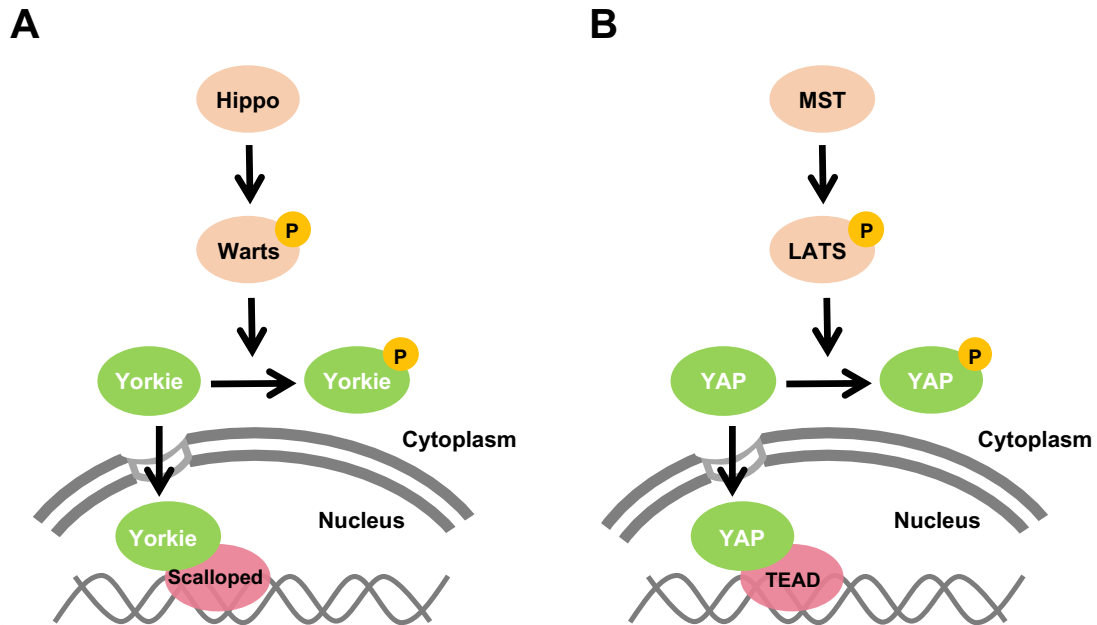 A
Hippo
Warts
P
Yorkie
Yorkie
P
Cytoplasm
Nucleus
Yorkie
Scalloped
B
MST
LATS
P
YAP
YAP
P
Cytoplasm
Nucleus
YAP
TEAD